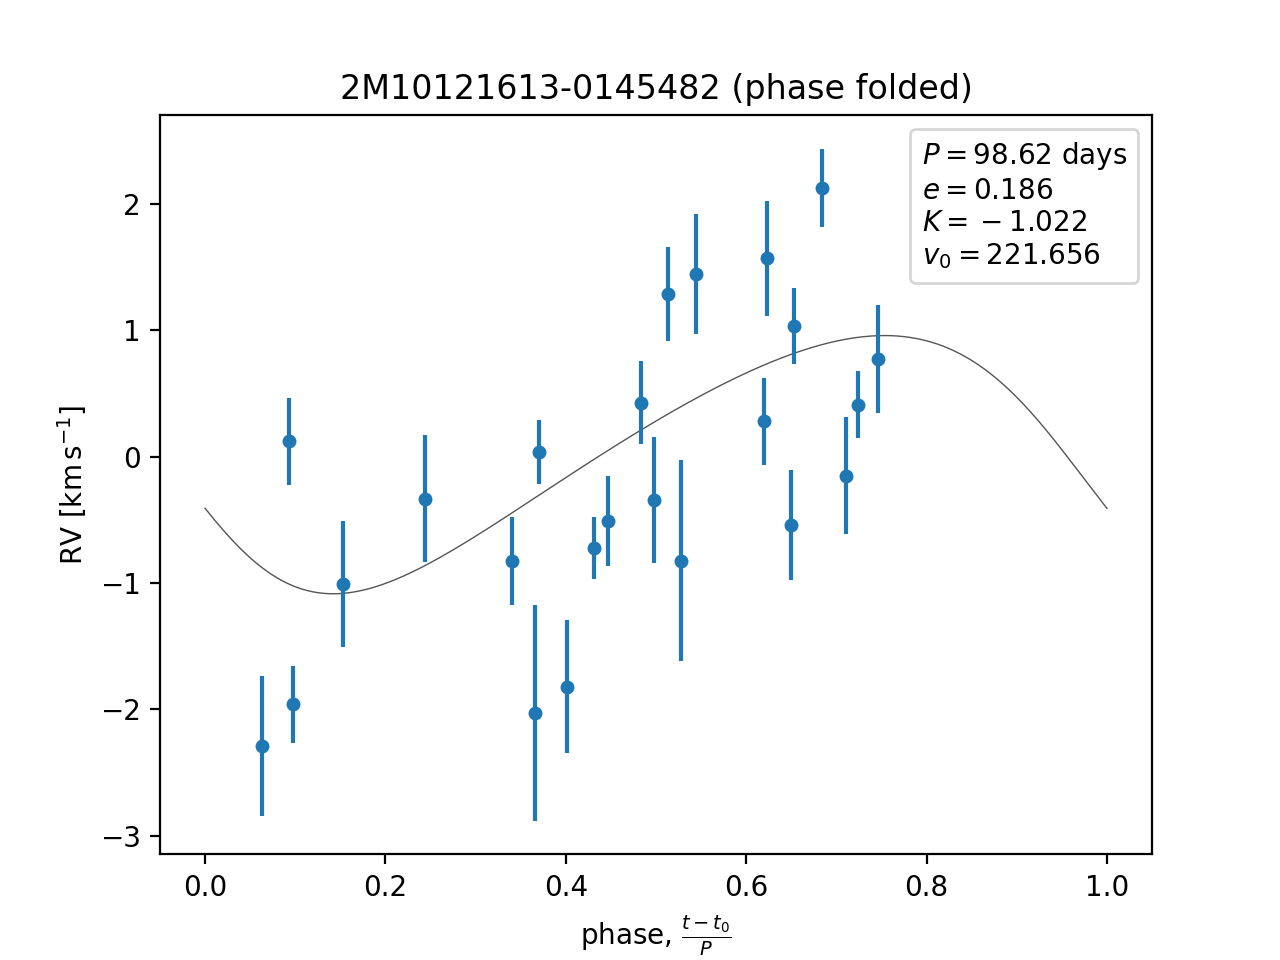 2M10121613-0145482 (phase folded)
P = 98.62 days
e = 0.186
K = −1.022
v₀ = 221.656
2
1
0
−1
−2
−3
RV [km s⁻¹]
0.0 0.2 0.4 0.6 0.8 1.0
phase, (t − t₀)/P